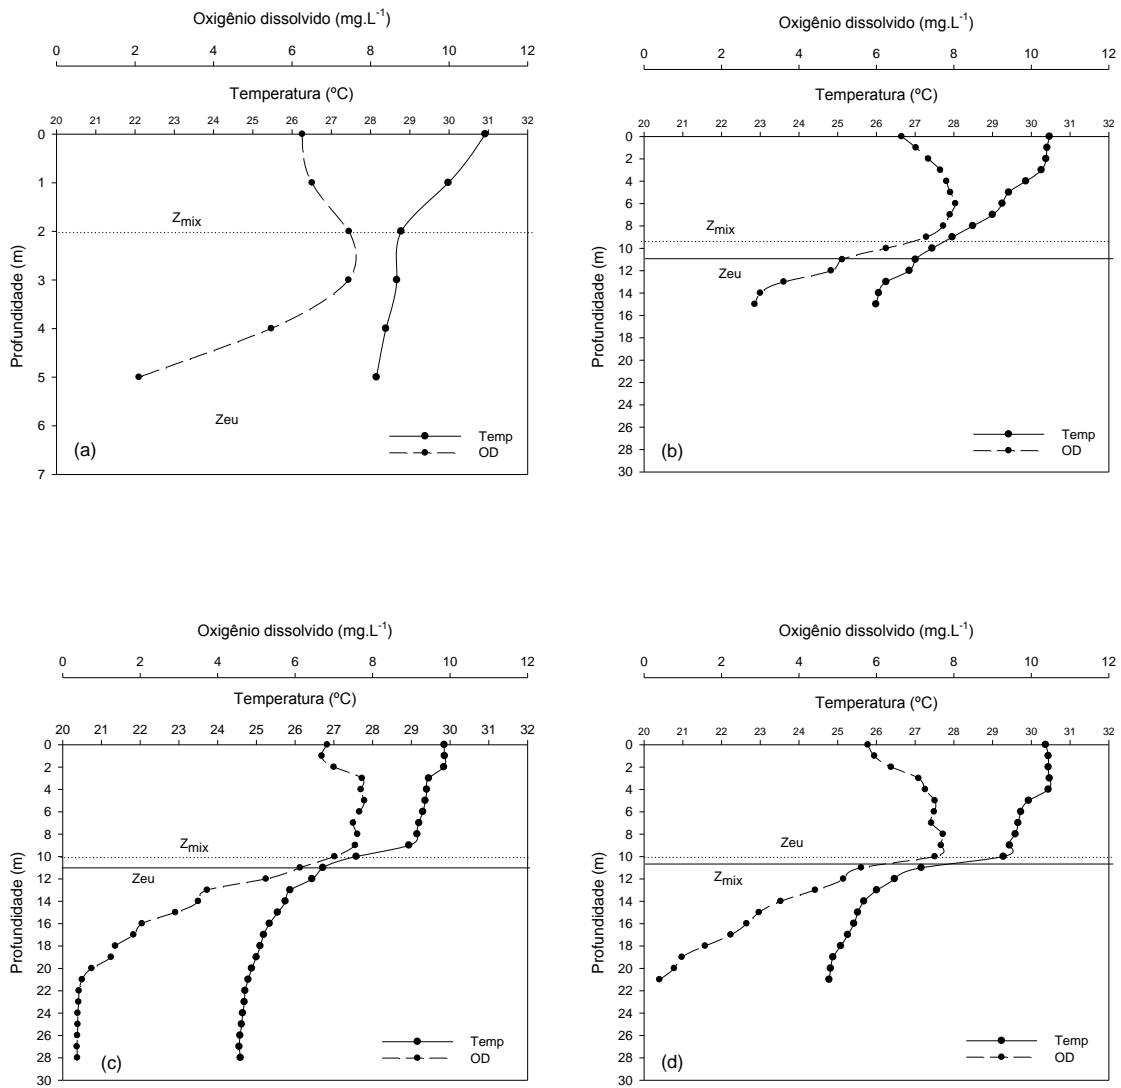 Oxigênio dissolvido (mg.L-1)
0 2 4 6 8 10 12
Temperatura (ºC)
20 21 22 23 24 25 26 27 28 29 30 31 32
Profundidade (m)
0
1
2
3
4
5
6
7
Zmix
Zeu
(a)
Temp
OD
Oxigênio dissolvido (mg.L-1)
0 2 4 6 8 10 12
Temperatura (ºC)
20 21 22 23 24 25 26 27 28 29 30 31 32
Profundidade (m)
0
2
4
6
8
10
12
14
16
18
20
22
24
26
28
30
Zmix
Zeu
(b)
Temp
OD
Oxigênio dissolvido (mg.L-1)
0 2 4 6 8 10 12
Temperatura (ºC)
20 21 22 23 24 25 26 27 28 29 30 31 32
Profundidade (m)
0
2
4
6
8
10
12
14
16
18
20
22
24
26
28
30
Zmix
Zeu
(c)
Temp
OD
Oxigênio dissolvido (mg.L-1)
0 2 4 6 8 10 12
Temperatura (ºC)
20 21 22 23 24 25 26 27 28 29 30 31 32
Profundidade (m)
0
2
4
6
8
10
12
14
16
18
20
22
24
26
28
30
Zeu
Zmix
(d)
Temp
OD